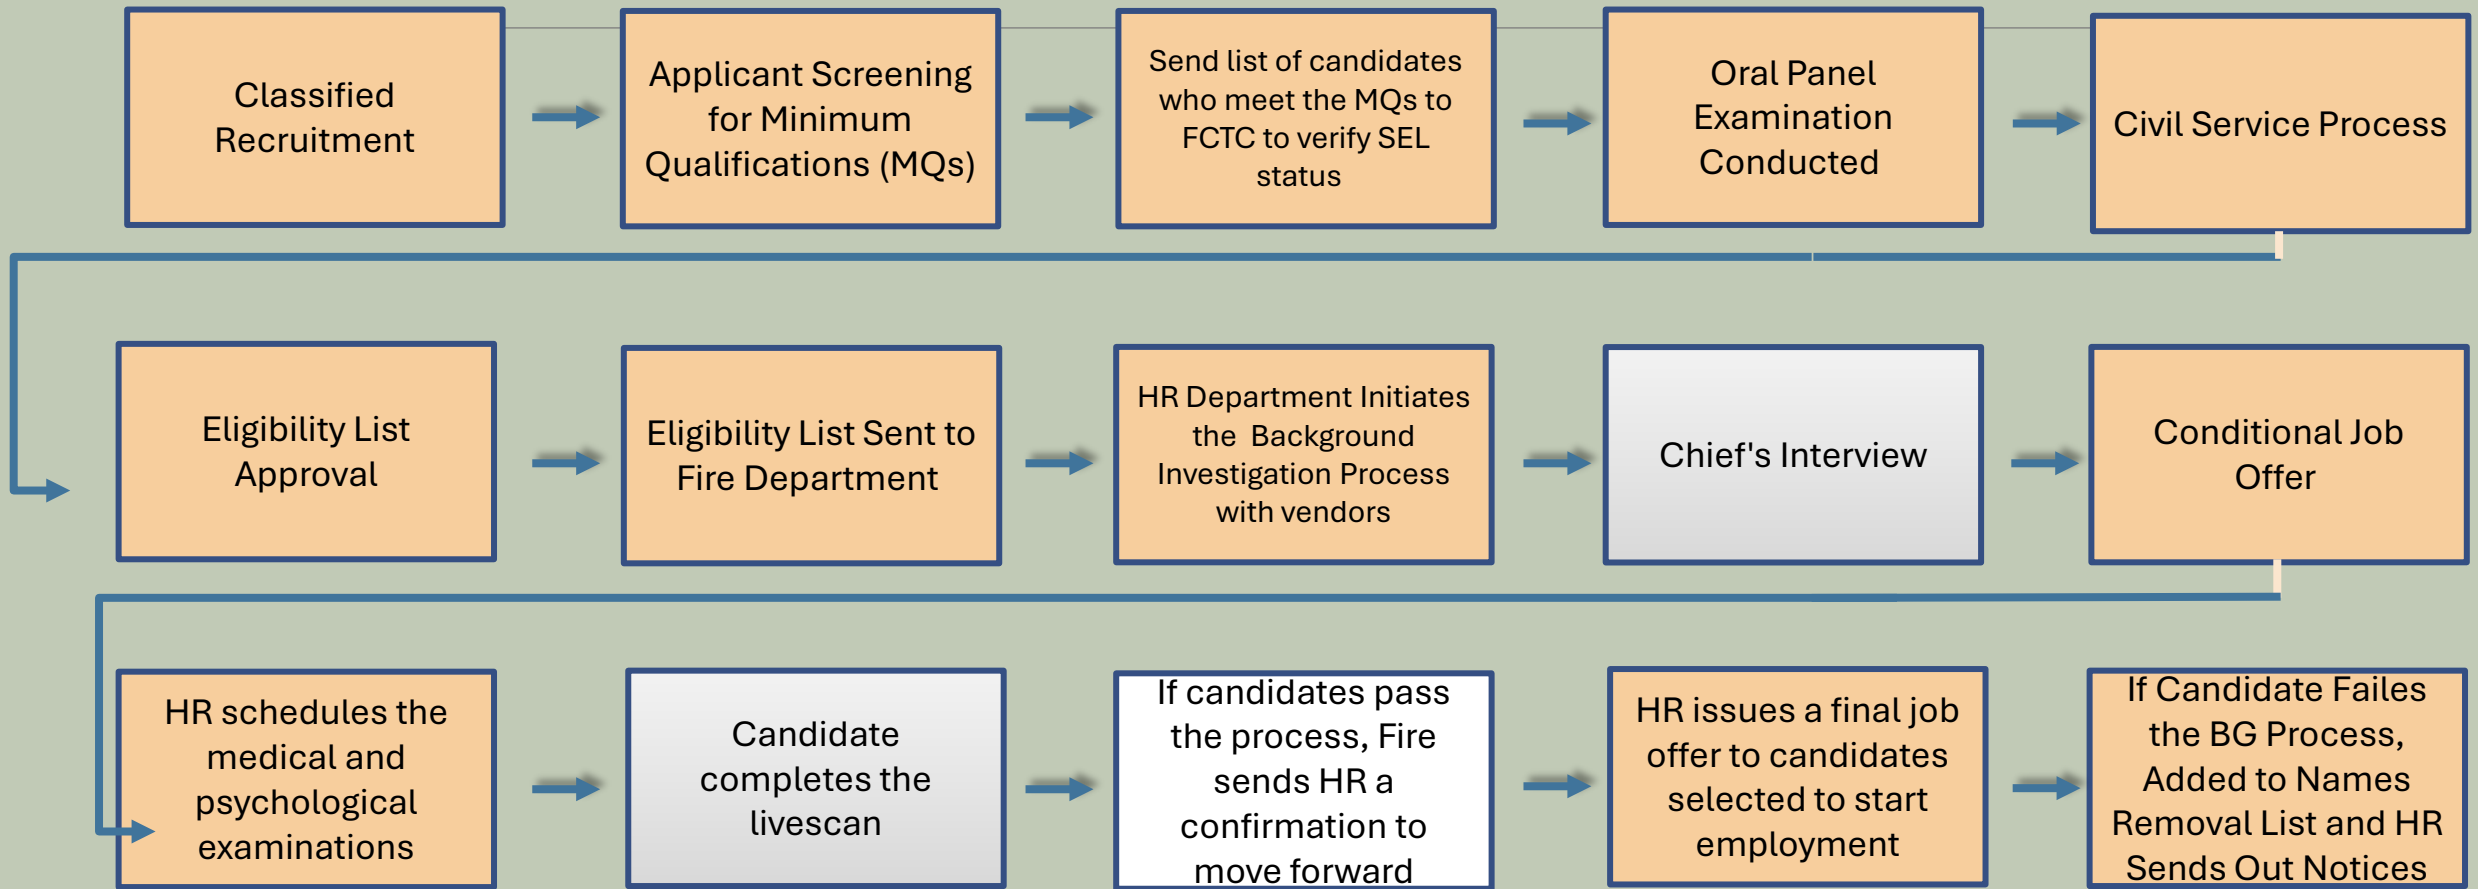 Classified
Recruitment
Applicant Screening
for Minimum
Qualifications (MQs)
Send list of candidates
who meet the MQs to
FCTC to verify SEL
status
Oral Panel
Examination
Conducted
Civil Service Process
Eligibility List
Approval
Eligibility List Sent to
Fire Department
HR Department Initiates
the Background
Investigation Process
with vendors
Chief's Interview
Conditional Job
Offer
HR schedules the
medical and
psychological
examinations
Candidate
completes the
livescan
If candidates pass
the process, Fire
sends HR a
confirmation to
move forward
HR issues a final job
offer to candidates
selected to start
employment
If Candidate Failes
the BG Process,
Added to Names
Removal List and HR
Sends Out Notices